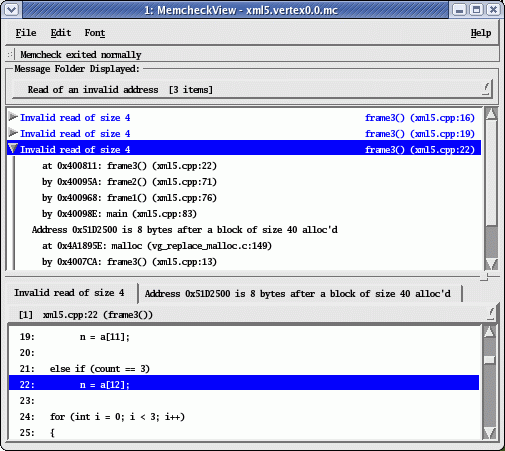 1: MemcheckView - xml5.vertex0.0.mc
File Edit Font Help
Memcheck exited normally
Message Folder Displayed:
Read of an invalid address [3 items]
Invalid read of size 4 frame3() (xml5.cpp:16)
Invalid read of size 4 frame3() (xml5.cpp:19)
Invalid read of size 4 frame3() (xml5.cpp:22)
at 0x400811: frame3() (xml5.cpp:22)
by 0x40095A: frame2() (xml5.cpp:71)
by 0x400968: frame1() (xml5.cpp:76)
by 0x40098E: main (xml5.cpp:83)
Address 0x51D2500 is 8 bytes after a block of size 40 alloc'd
at 0x4A1895E: malloc (vg_replace_malloc.c:149)
by 0x4007CA: frame3() (xml5.cpp:13)
Invalid read of size 4 Address 0x51D2500 is 8 bytes after a block of size 40 alloc'd
[1] xml5.cpp:22 (frame3())
19: n = a[11];
20:
21: else if (count == 3)
22: n = a[12];
23:
24: for (int i = 0; i < 3; i++)
25: {